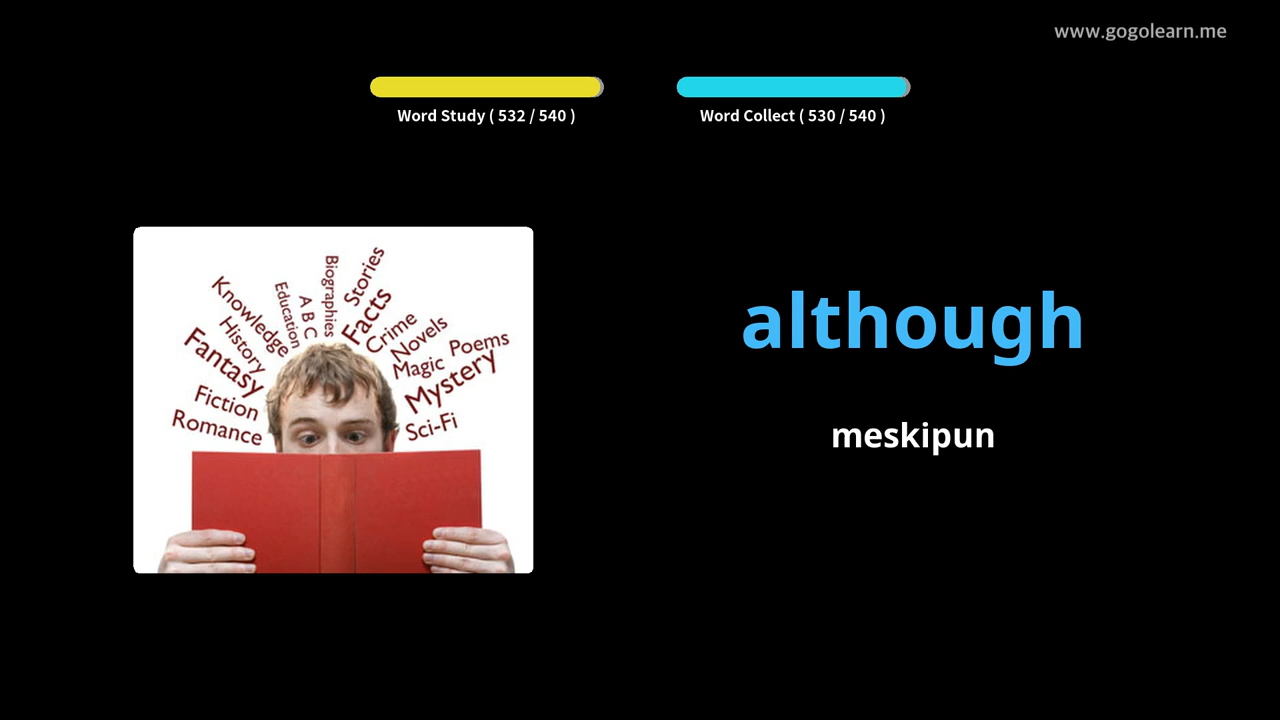 www.gogolearn.me
Word Study ( 532 / 540 )
Word Collect ( 530 / 540 )
Knowledge
Education
A B C
Biographies
Stories
Facts
Crime
Novels
Poems
History
Magic
Fantasy
Mystery
Fiction
Romance
Sci-Fi
although
meskipun